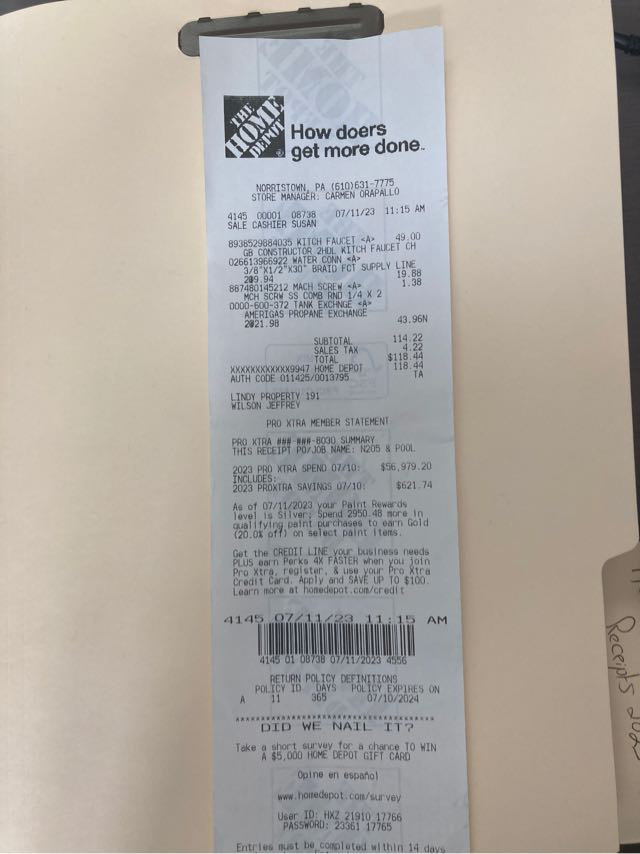 THE
HOME
DEPOT
How doers
get more done.™
NORRISTOWN, PA (610)631-7775
STORE MANAGER: CARMEN ORAPALLO
4145 00001 08738 07/11/23 11:15 AM
SALE CASHIER SUSAN
8938529884035 KITCH FAUCET <A> 49.00
GB CONSTRUCTOR 2HDL KITCH FAUCET CH
026613966922 WATER CONN <A>
3/8"X1/2"X30" BRAID FCT SUPPLY LINE
2@9.94 19.88
887480145212 MACH SCREW <A> 1.38
MCH SCRW SS COMB RND 1/4 X 2
0000-600-372 TANK EXCHNGE <A>
AMERIGAS PROPANE EXCHANGE
2@21.98 43.96N
SUBTOTAL 114.22
SALES TAX 4.22
TOTAL $118.44
XXXXXXXXXXXX9947 HOME DEPOT 118.44
AUTH CODE 011425/0013795 TA
LINDY PROPERTY 191
WILSON JEFFREY
PRO XTRA MEMBER STATEMENT
PRO XTRA ### ###-8030 SUMMARY
THIS RECEIPT PO/JOB NAME: N205 & POOL
2023 PRO XTRA SPEND 07/10: $56,979.20
INCLUDES:
2023 PROXTRA SAVINGS 07/10: $621.74
As of 07/11/2023 your Paint Rewards
level is Silver; Spend 2950.48 more in
qualifying paint purchases to earn Gold
(20.0% off) on select paint items.
Get the CREDIT LINE your business needs
PLUS earn Perks 4X FASTER when you join
Pro Xtra, register, & use your Pro Xtra
Credit Card. Apply and SAVE UP TO $100.
Learn more at homedepot.com/credit
4145 07/11/23 11:15 AM
4145 01 08738 07/11/2023 4556
RETURN POLICY DEFINITIONS
POLICY ID DAYS POLICY EXPIRES ON
A 11 365 07/10/2024
***************************************
DID WE NAIL IT?
Take a short survey for a chance TO WIN
A $5,000 HOME DEPOT GIFT CARD
Opine en español
www.homedepot.com/survey
User ID: HXZ 21910 17766
PASSWORD: 23361 17765
Entries must be completed within 14 days
Receipts